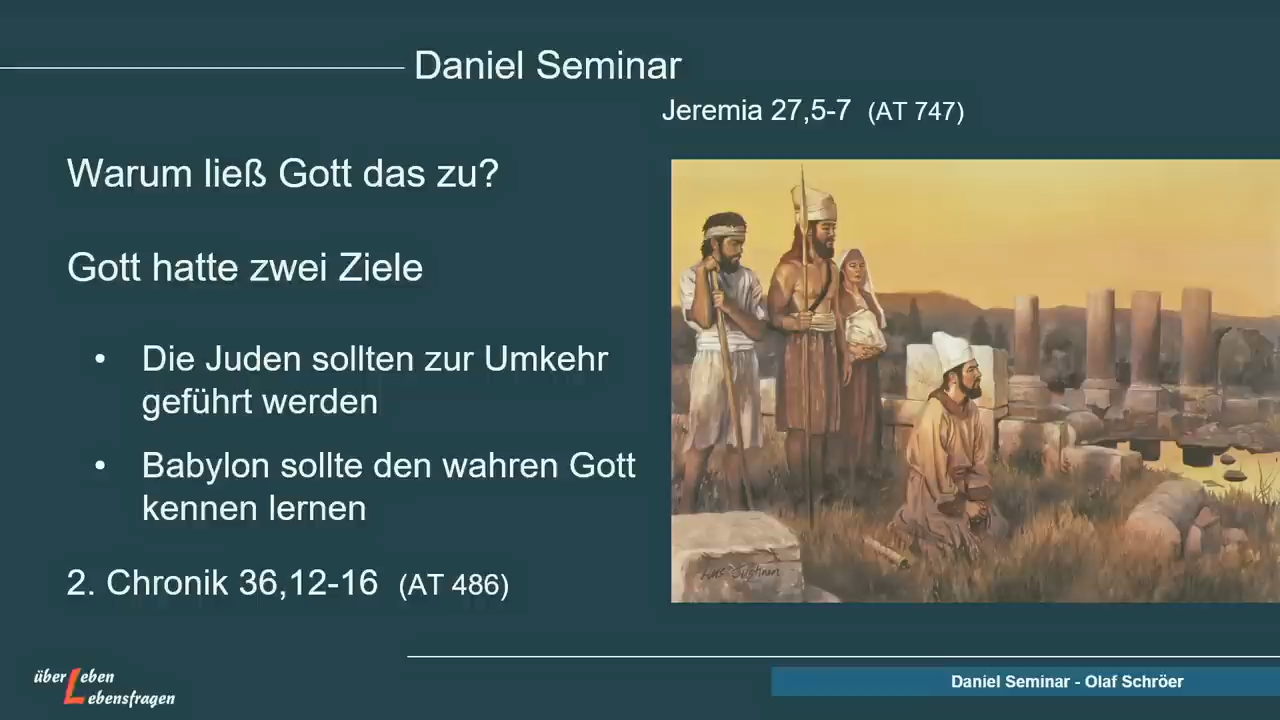 Daniel Seminar
Jeremia 27,5-7 (AT 747)
Warum ließ Gott das zu?
Gott hatte zwei Ziele
• Die Juden sollten zur Umkehr
geführt werden
• Babylon sollte den wahren Gott
kennen lernen
2. Chronik 36,12-16 (AT 486)
überLeben
Lebensfragen
Daniel Seminar - Olaf Schröer